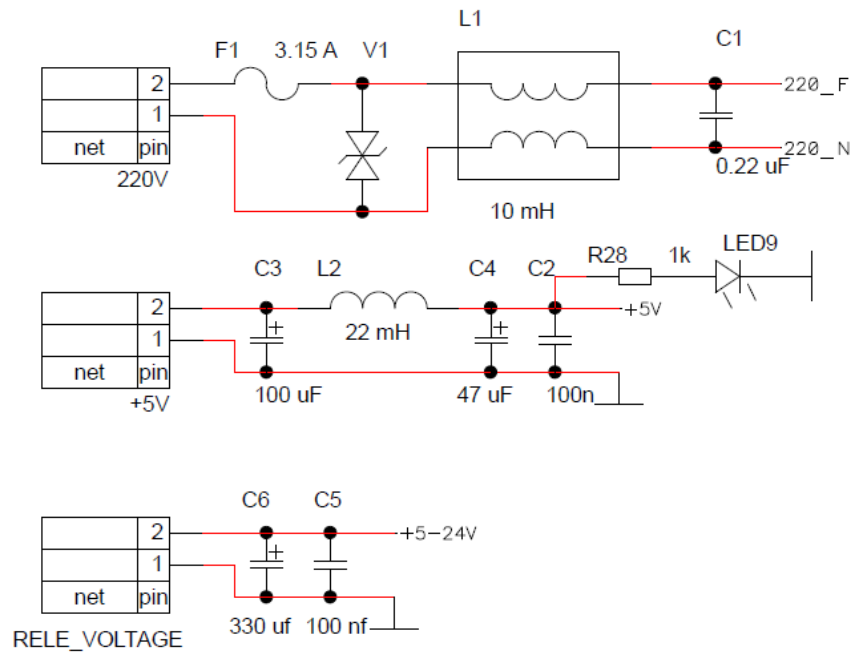 L1
F1 3.15 A V1 C1
2 220_F
1
net pin 220_N
220V 0.22 uF
10 mH
R28 1k LED9
C3 L2 C4 C2
2 +5V
1 22 mH
net pin
+5V 100 uF 47 uF 100n
C6 C5
2 +5-24V
1
net pin
RELE_VOLTAGE 330 uf 100 nf